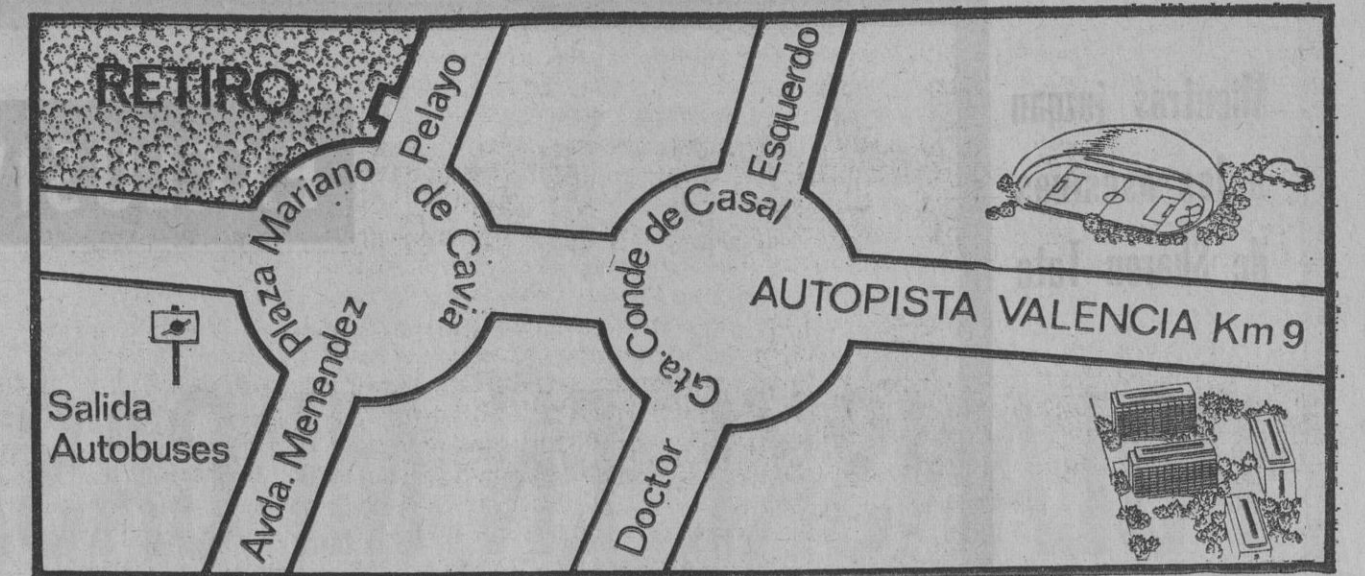 RETIRO
Plaza Mariano de Cavia
Avda. Menendez Pelayo
Salida
Autobuses
Gta. Conde de Casal
Doctor Esquerdo
AUTOPISTA VALENCIA Km 9